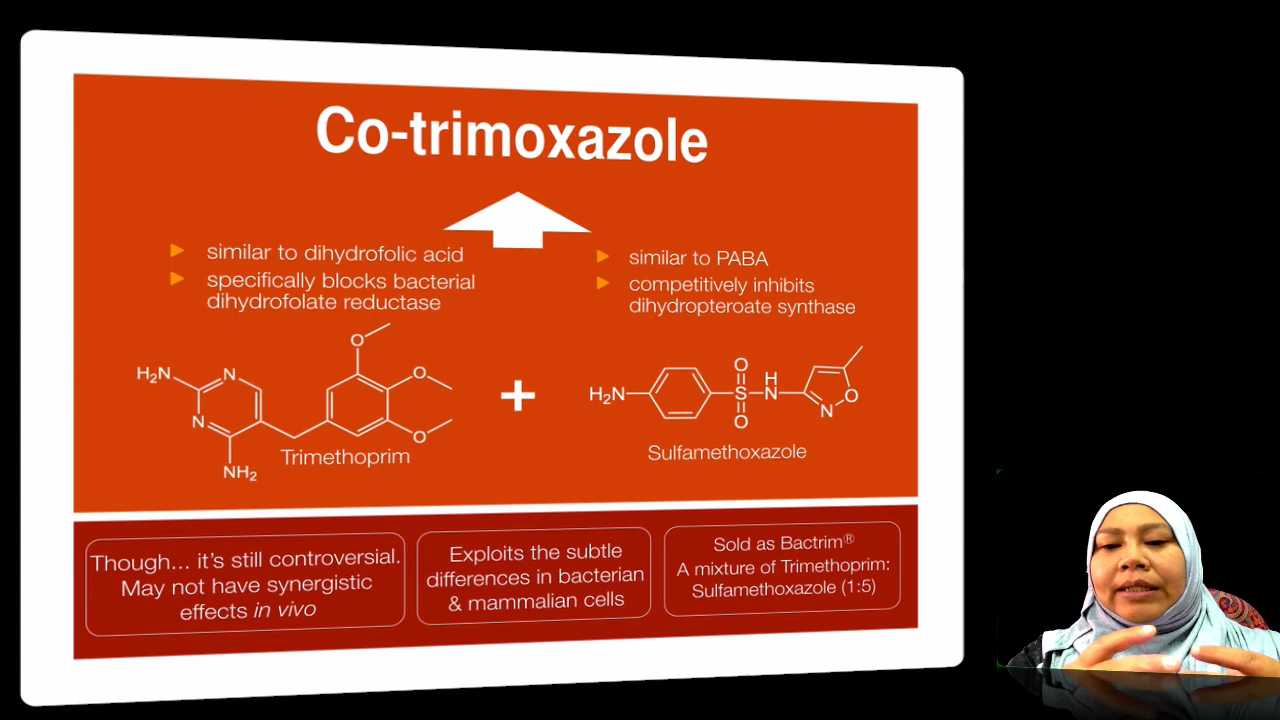 Co-trimoxazole
similar to dihydrofolic acid
specifically blocks bacterial
dihydrofolate reductase
similar to PABA
competitively inhibits
dihydropteroate synthase
H₂N
N
N
NH₂
O
O
O
Trimethoprim
+
H₂N
O
S
O
H
N
N
O
Sulfamethoxazole
Though... it's still controversial.
May not have synergistic
effects in vivo
Exploits the subtle
differences in bacterian
& mammalian cells
Sold as Bactrim®
A mixture of Trimethoprim:
Sulfamethoxazole (1:5)